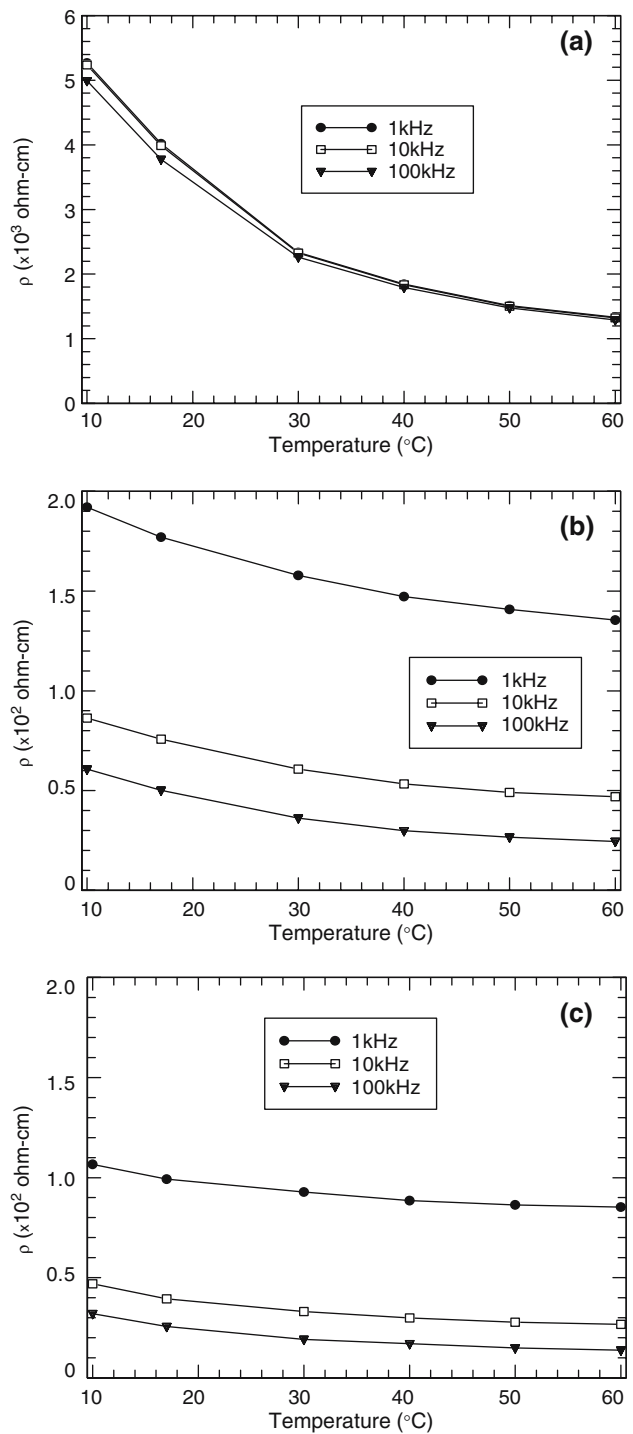 6
(a)
5
1kHz
10kHz
100kHz
4
3
2
1
0
ρ (x10³ ohm-cm)
10 20 30 40 50 60
Temperature (°C)
2.0
(b)
1.5
1kHz
10kHz
100kHz
1.0
0.5
0
ρ (x10² ohm-cm)
10 20 30 40 50 60
Temperature (°C)
2.0
(c)
1kHz
10kHz
100kHz
1.5
1.0
0.5
0
ρ (x10² ohm-cm)
10 20 30 40 50 60
Temperature (°C)